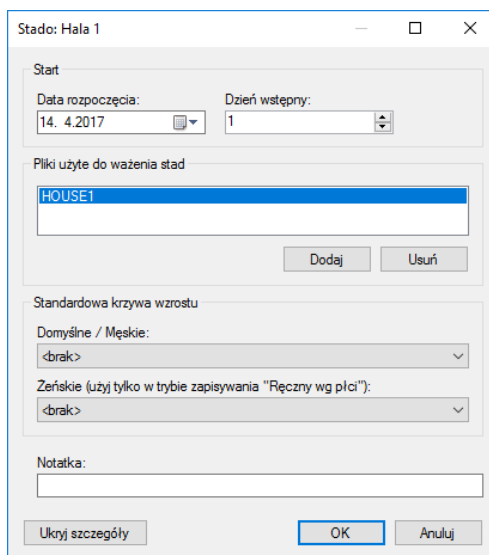 Stado: Hala 1
Start
Data rozpoczęcia:
Dzień wstępny:
14. 4.2017
1
Pliki użyte do ważenia stad
HOUSE1
Dodaj
Usuń
Standardowa krzywa wzrostu
Domyślne / Męskie:
<brak>
Żeńskie (użyj tylko w trybie zapisywania "Ręczny wg płci"):
<brak>
Notatka:
Ukryj szczegóły
OK
Anuluj